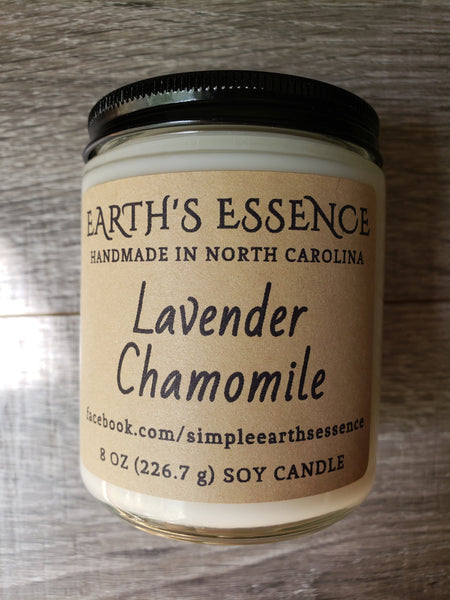 EARTH'S ESSENCE
HANDMADE IN NORTH CAROLINA
Lavender
Chamomile
facebook.com/simpleearthsessence
8 OZ (226.7 g) SOY CANDLE